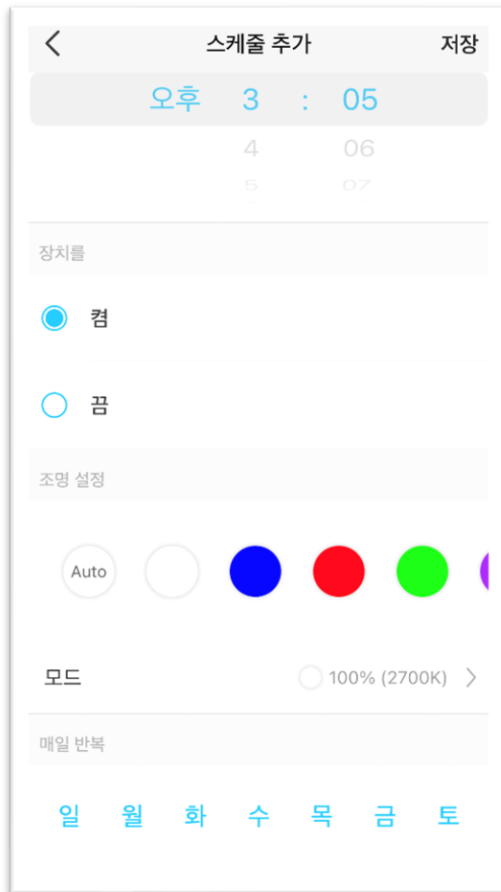 스케줄 추가 저장
오후 3 : 05
4 06
5 07
장치를
켬
끔
조명 설정
Auto
모드 100% (2700K)
매일 반복
일 월 화 수 목 금 토